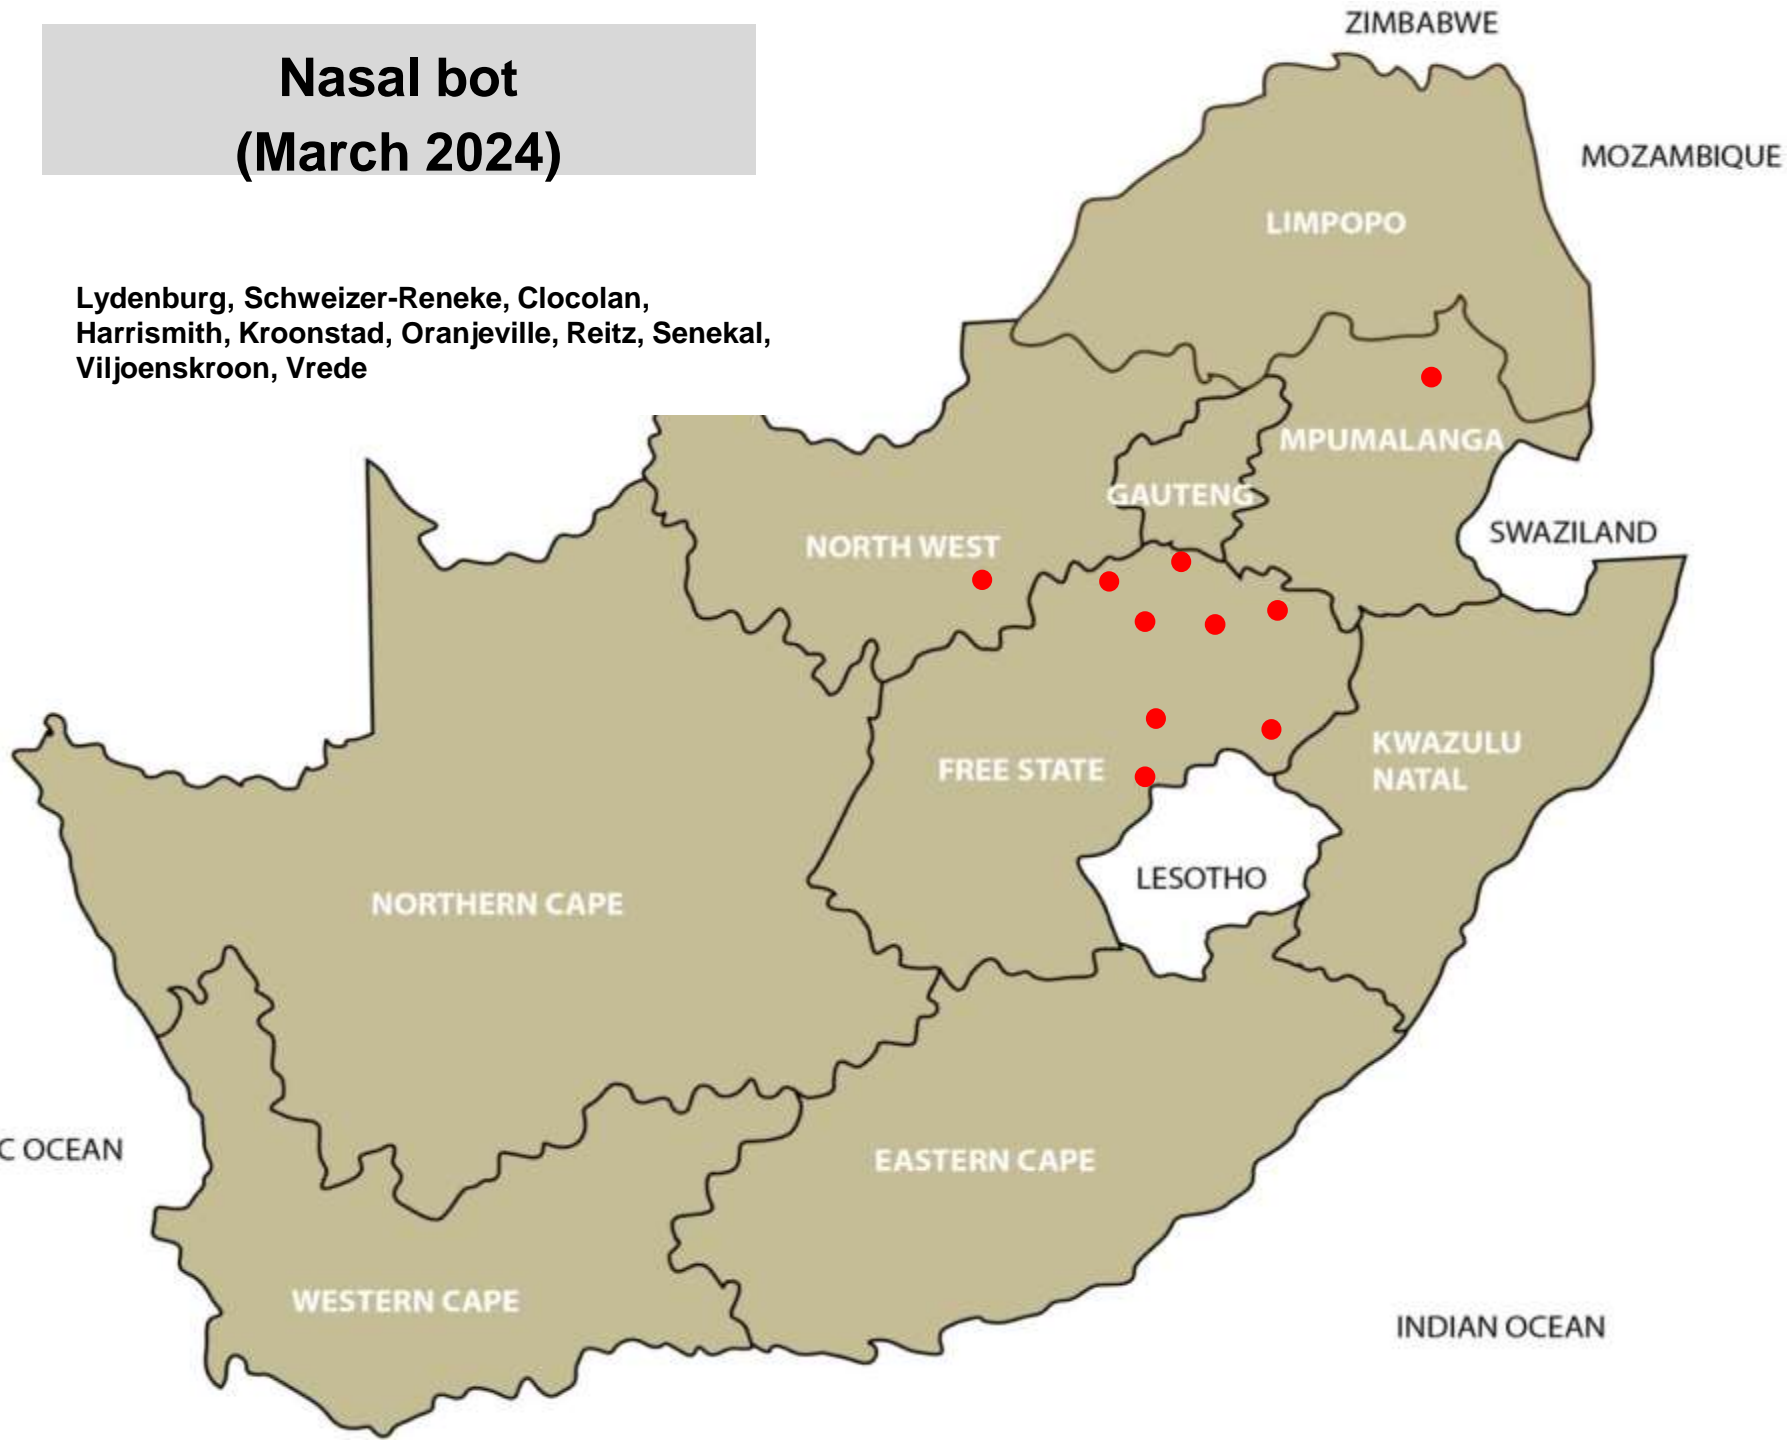 Nasal bot
(March 2024)
Lydenburg, Schweizer-Reneke, Clocolan,
Harrismith, Kroonstad, Oranjeville, Reitz, Senekal,
Viljoenskroon, Vrede
ZIMBABWE
MOZAMBIQUE
LIMPOPO
MPUMALANGA
GAUTENG
SWAZILAND
NORTH WEST
KWAZULU
NATAL
FREE STATE
LESOTHO
NORTHERN CAPE
C OCEAN
EASTERN CAPE
WESTERN CAPE
INDIAN OCEAN